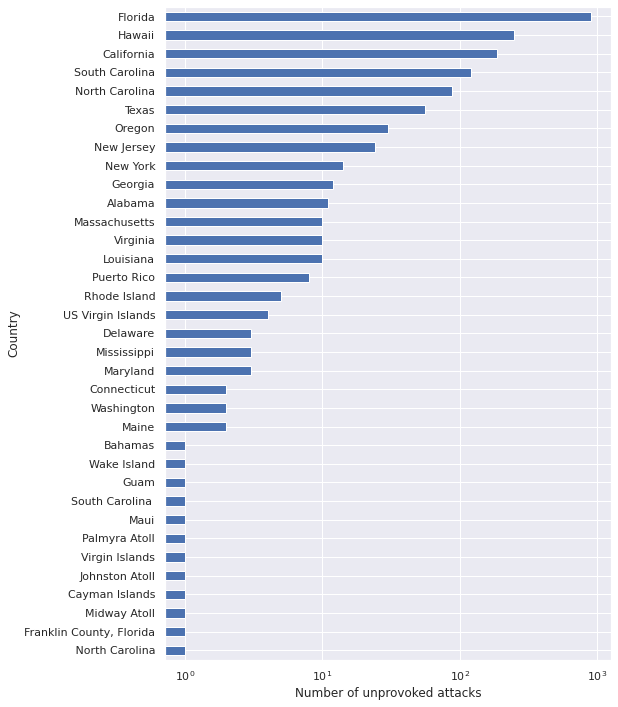 Florida
Hawaii
California
South Carolina
North Carolina
Texas
Oregon
New Jersey
New York
Georgia
Alabama
Massachusetts
Virginia
Louisiana
Puerto Rico
Rhode Island
US Virgin Islands
Delaware
Mississippi
Maryland
Connecticut
Washington
Maine
Bahamas
Wake Island
Guam
South Carolina
Maui
Palmyra Atoll
Virgin Islands
Johnston Atoll
Cayman Islands
Midway Atoll
Franklin County, Florida
North Carolina
Country
10⁰ 10¹ 10² 10³
Number of unprovoked attacks